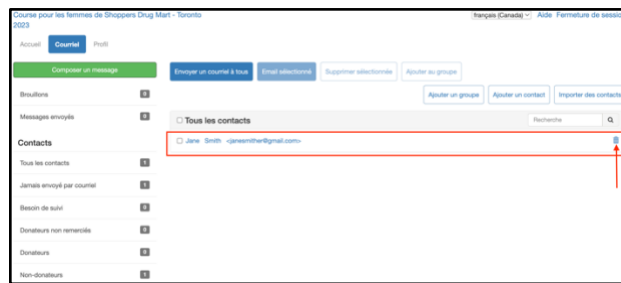 Course pour les femmes de Shoppers Drug Mart - Toronto
2023
français (Canada) Aide Fermeture de sessio
Accueil Courriel Profil
Composer un message
Envoyer un courriel à tous Email sélectionné Supprimer sélectionnée Ajouter au groupe
Brouillons 0
Ajouter un groupe Ajouter un contact Importer des contacts
Messages envoyés 0
Tous les contacts Recherche
Contacts
Jane Smith <janesmither@gmail.com>
Tous les contacts 1
Jamais envoyé par courriel 1
Besoin de suivi 0
Donateurs non remerciés 0
Donateurs 0
Non-donateurs 1